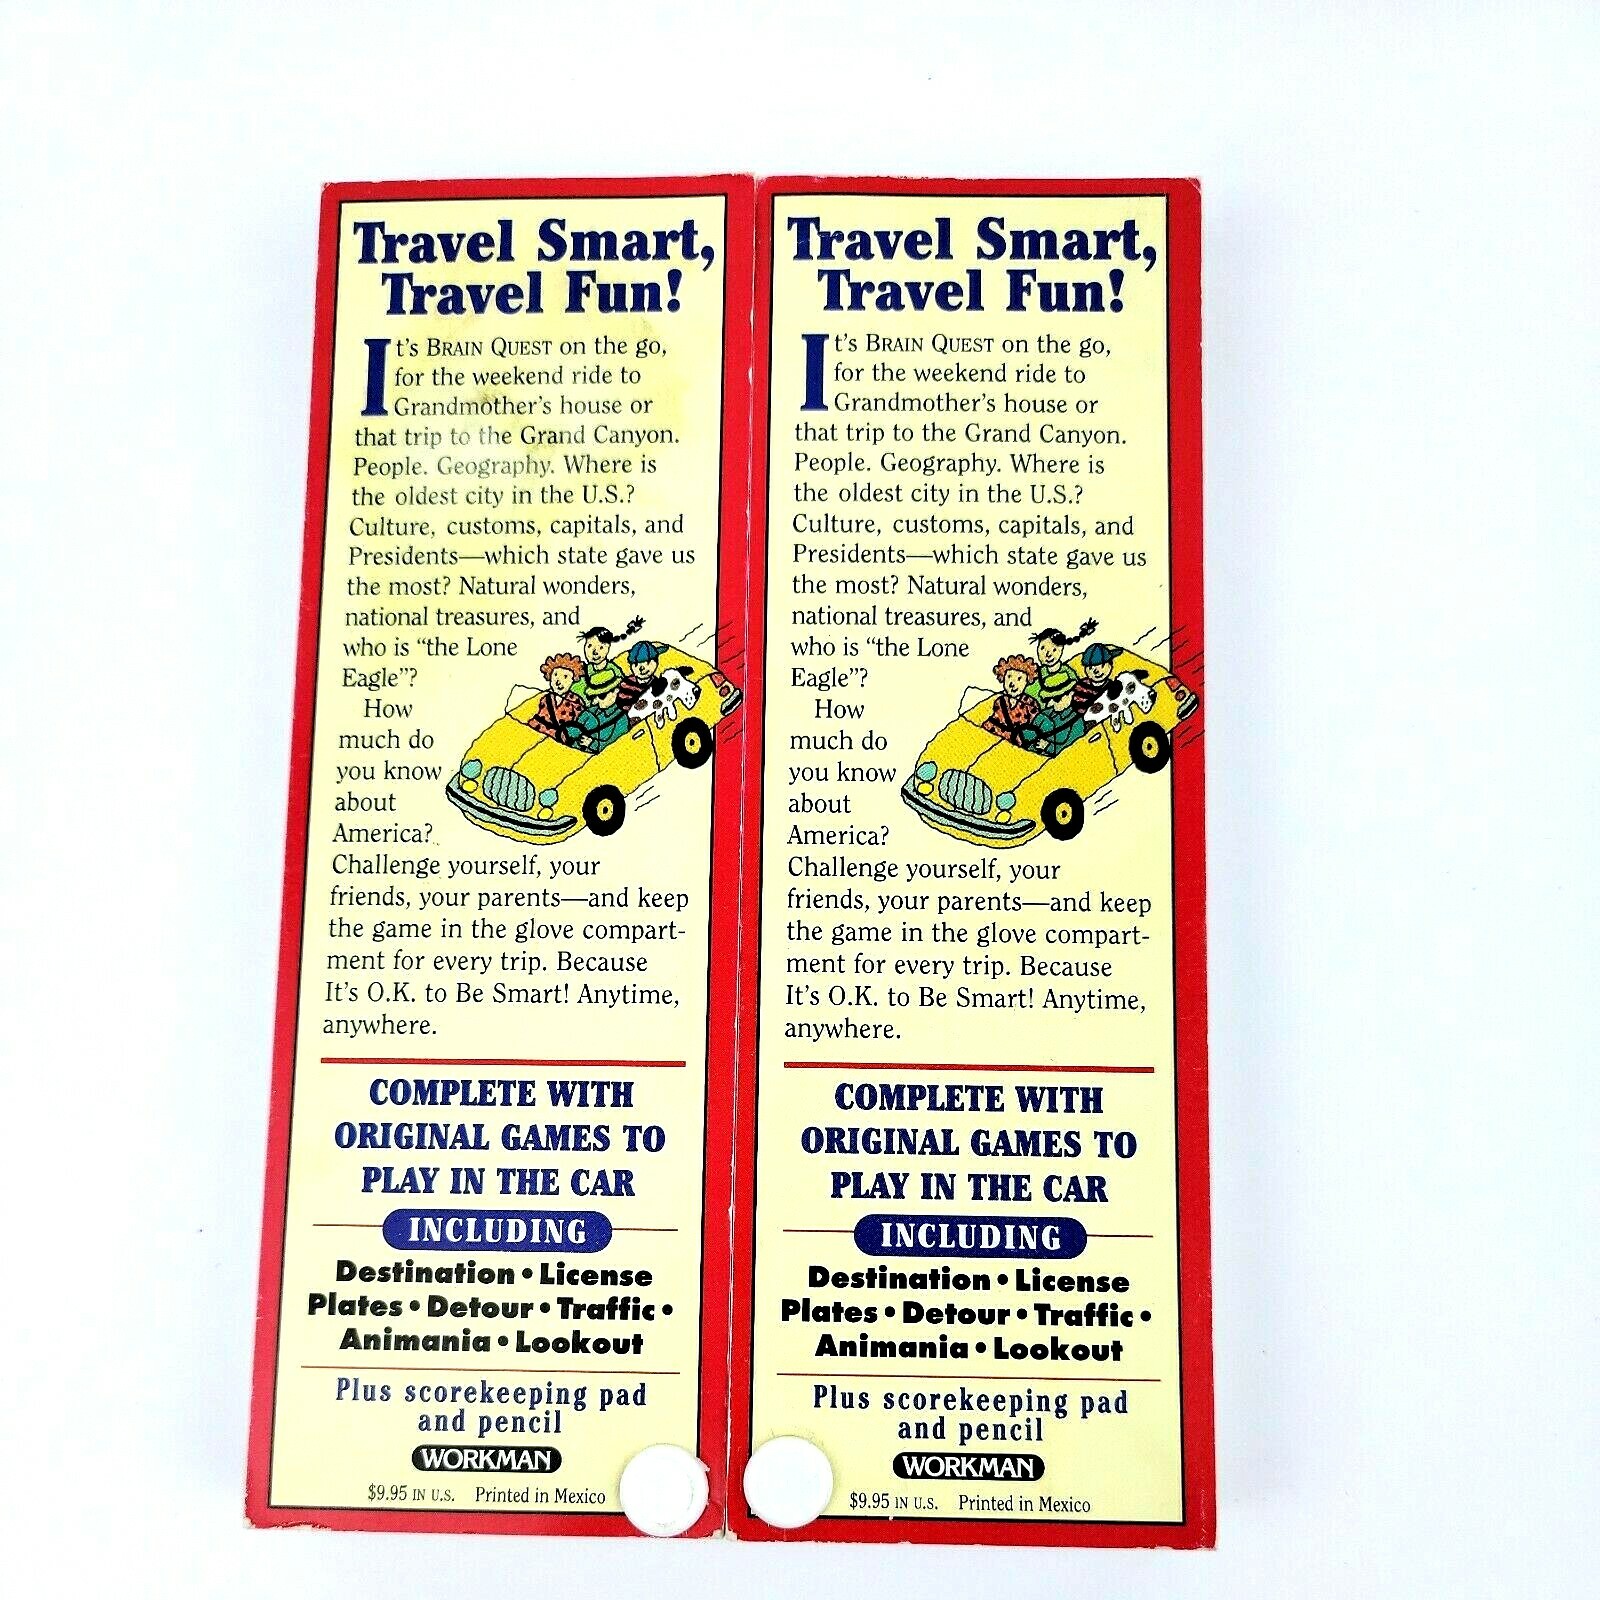 Travel Smart,
Travel Fun!
It's BRAIN QUEST on the go,
for the weekend ride to
Grandmother's house or
that trip to the Grand Canyon.
People. Geography. Where is
the oldest city in the U.S.?
Culture, customs, capitals, and
Presidents—which state gave us
the most? Natural wonders,
national treasures, and
who is “the Lone
Eagle”?
How
much do
you know
about
America?
Challenge yourself, your
friends, your parents—and keep
the game in the glove compart-
ment for every trip. Because
It's O.K. to Be Smart! Anytime,
anywhere.
COMPLETE WITH
ORIGINAL GAMES TO
PLAY IN THE CAR
INCLUDING
Destination • License
Plates • Detour • Traffic •
Animania • Lookout
Plus scorekeeping pad
and pencil
WORKMAN
$9.95 IN U.S. Printed in Mexico
Travel Smart,
Travel Fun!
It's BRAIN QUEST on the go,
for the weekend ride to
Grandmother's house or
that trip to the Grand Canyon.
People. Geography. Where is
the oldest city in the U.S.?
Culture, customs, capitals, and
Presidents—which state gave us
the most? Natural wonders,
national treasures, and
who is “the Lone
Eagle”?
How
much do
you know
about
America?
Challenge yourself, your
friends, your parents—and keep
the game in the glove compart-
ment for every trip. Because
It's O.K. to Be Smart! Anytime,
anywhere.
COMPLETE WITH
ORIGINAL GAMES TO
PLAY IN THE CAR
INCLUDING
Destination • License
Plates • Detour • Traffic •
Animania • Lookout
Plus scorekeeping pad
and pencil
WORKMAN
$9.95 IN U.S. Printed in Mexico